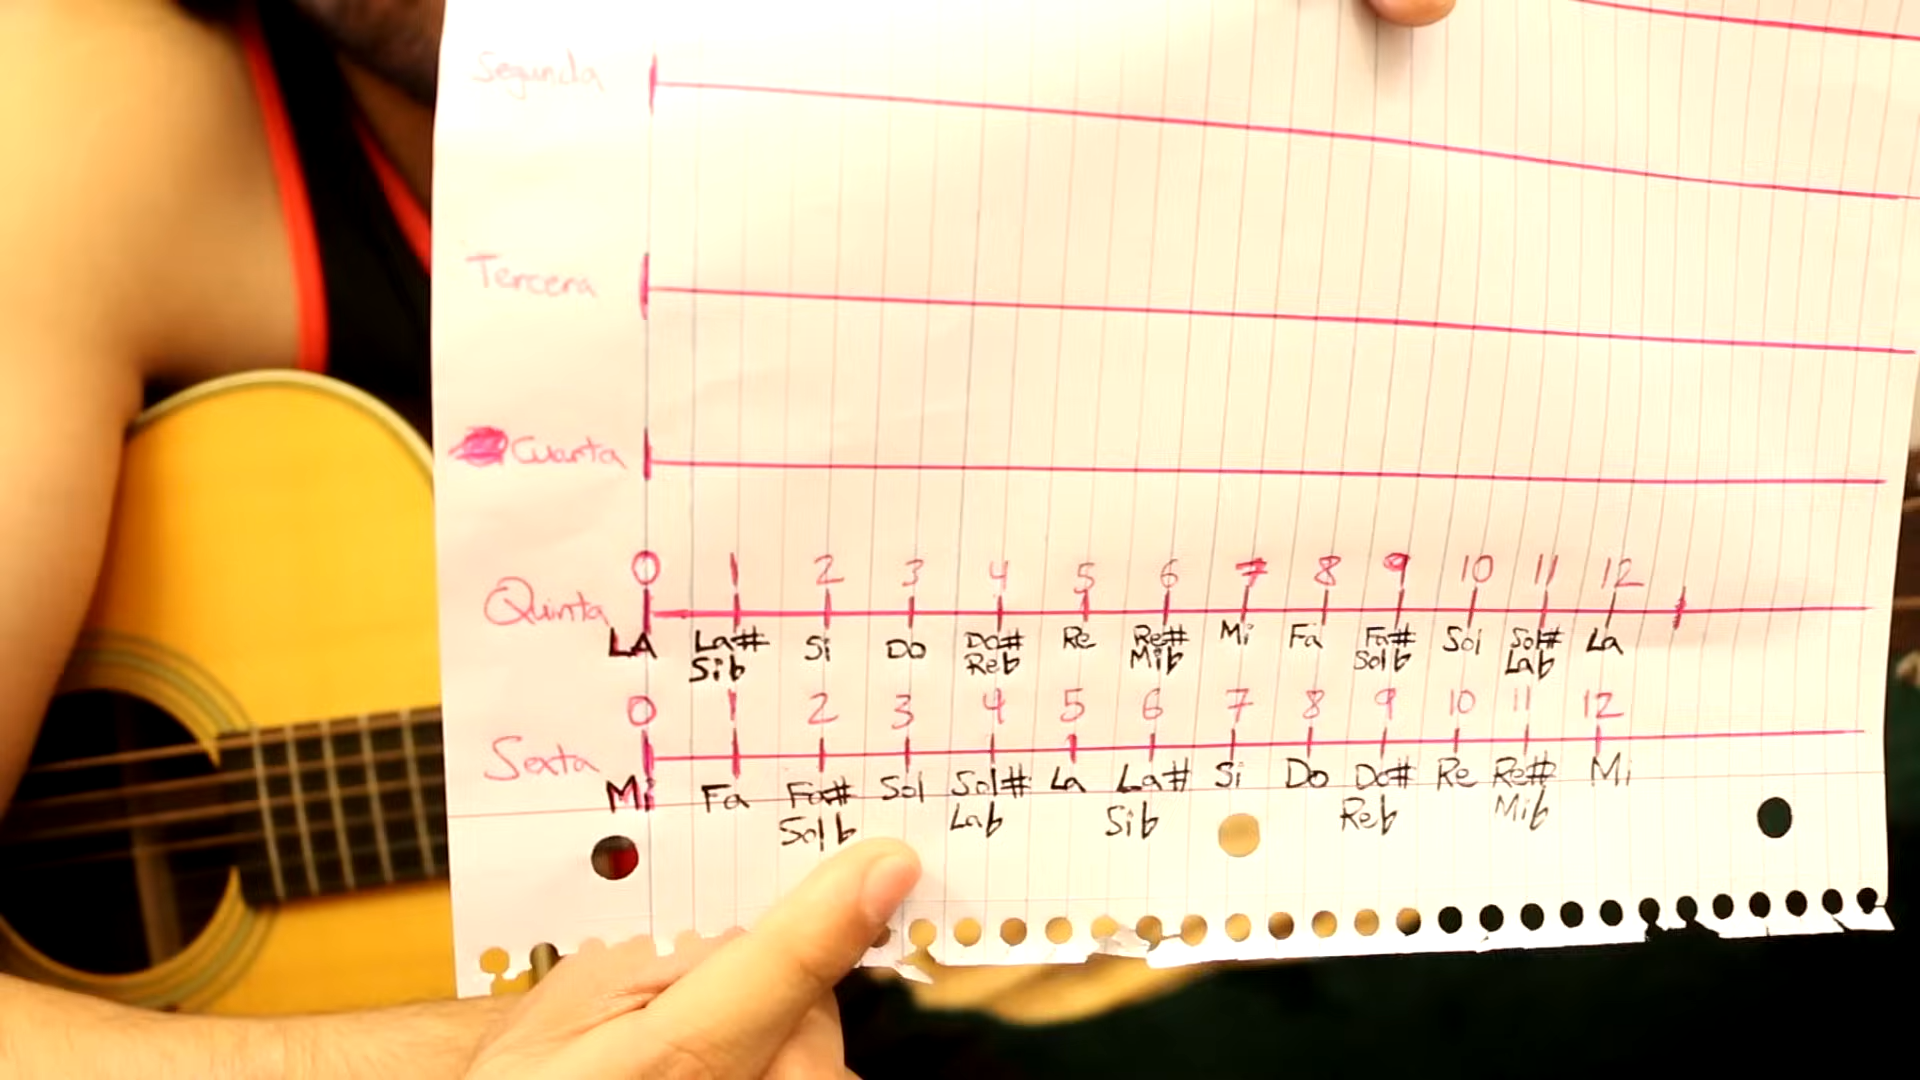 Segunda
Tercera
Cuarta
0 1 2 3 4 5 6 7 8 9 10 11 12
Quinta
LA La# Si Do Do# Re Re# Mi Fa Fa# Sol Sol# La
Sib Reb Mib Solb Lab
0 1 2 3 4 5 6 7 8 9 10 11 12
Sexta
Mi Fa Fa# Sol Sol# La La# Si Do Do# Re Re# Mi
Solb Lab Sib Reb Mib